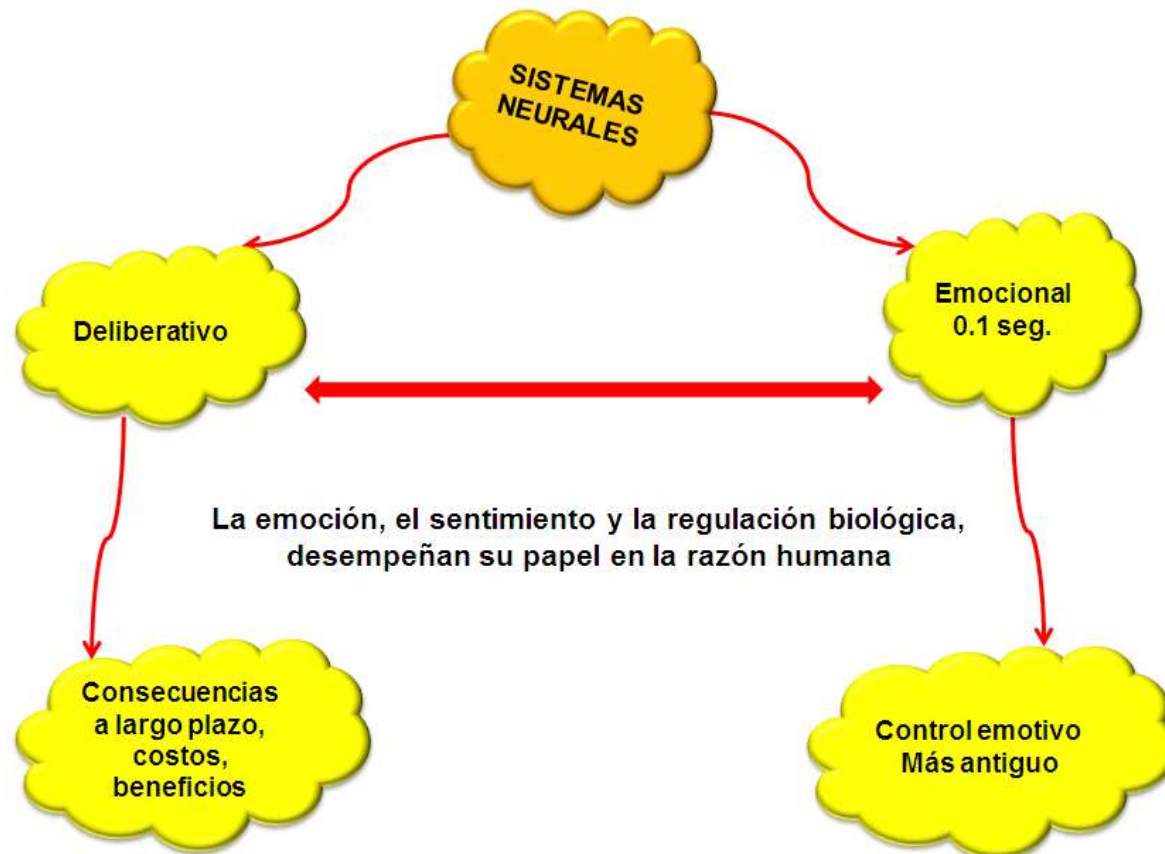 SISTEMAS
NEURALES
Deliberativo
Emocional
0.1 seg.
La emoción, el sentimiento y la regulación biológica,
desempeñan su papel en la razón humana
Consecuencias
a largo plazo,
costos,
beneficios
Control emotivo
Más antiguo